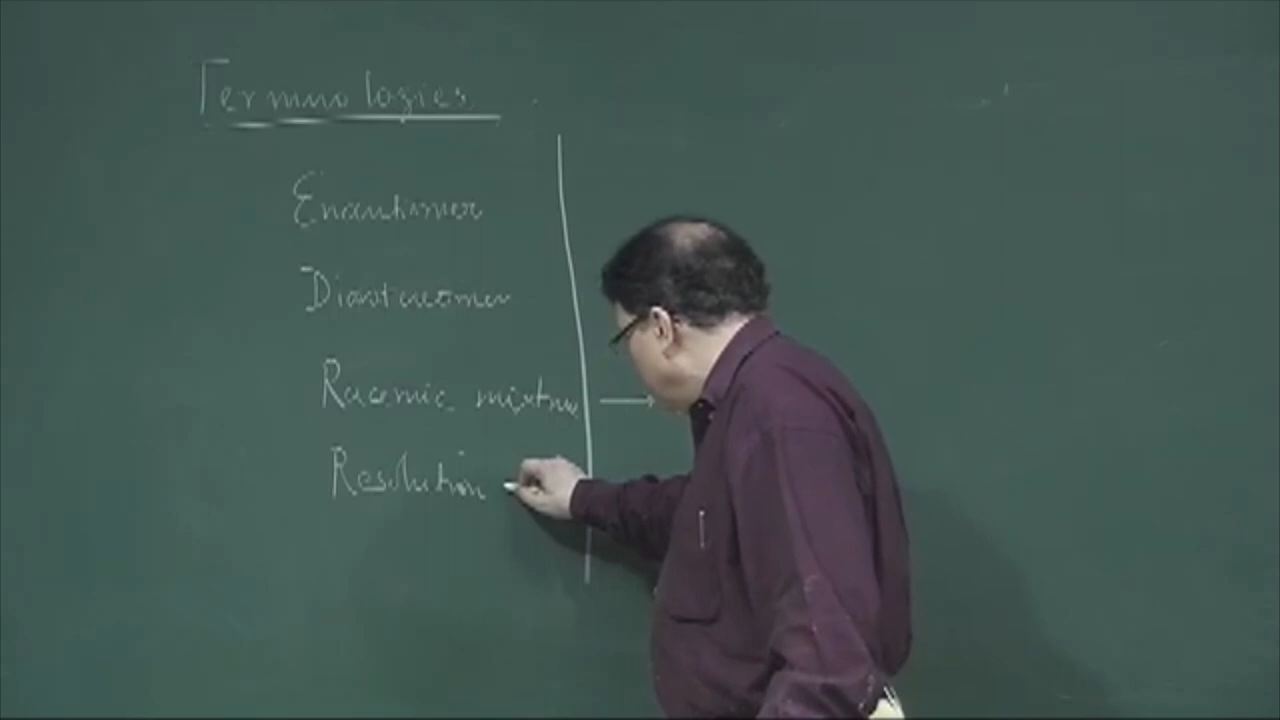 Terminologies
Enantiomer
Diastereomer
Racemic mixture →
Resolution